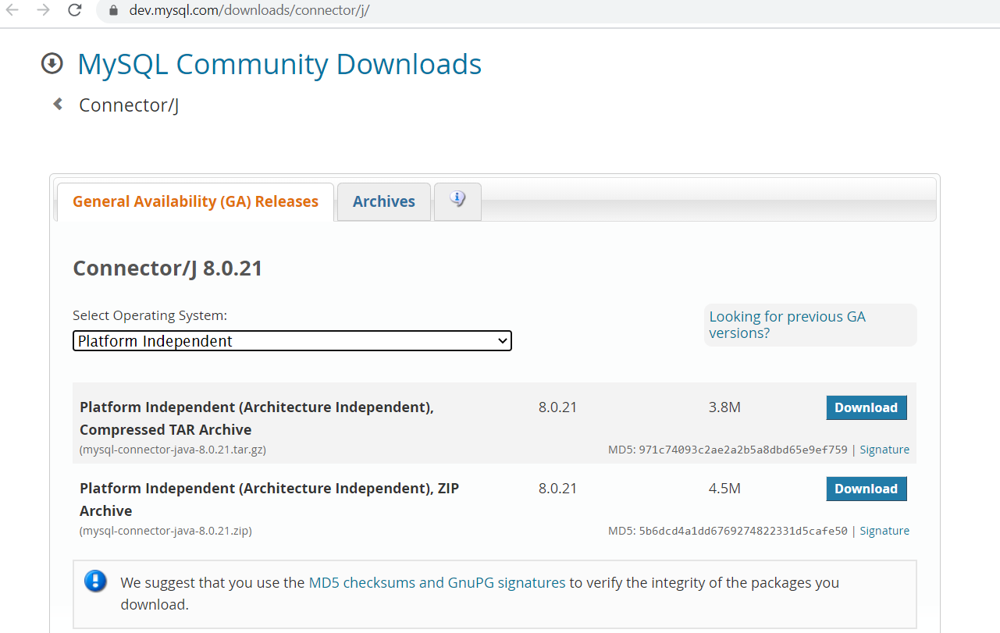 dev.mysql.com/downloads/connector/j/
MySQL Community Downloads
Connector/J
General Availability (GA) Releases
Archives
Connector/J 8.0.21
Select Operating System:
Platform Independent
Looking for previous GA
versions?
Platform Independent (Architecture Independent),
Compressed TAR Archive
8.0.21
3.8M
Download
(mysql-connector-java-8.0.21.tar.gz)
MD5: 971c74093c2ae2a2b5a8dbd65e9ef759 | Signature
Platform Independent (Architecture Independent), ZIP
Archive
8.0.21
4.5M
Download
(mysql-connector-java-8.0.21.zip)
MD5: 5b6dcd4a1dd6769274822331d5cafe50 | Signature
We suggest that you use the MD5 checksums and GnuPG signatures to verify the integrity of the packages you
download.